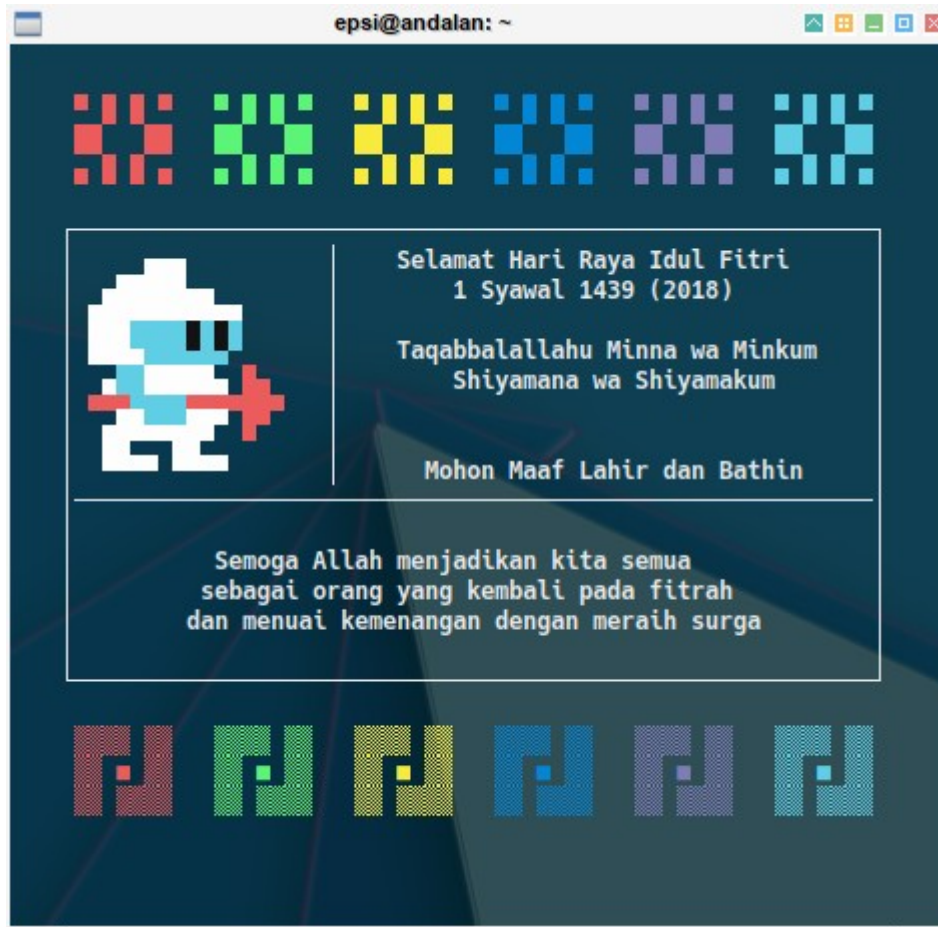 epsi@andalan: ~
Selamat Hari Raya Idul Fitri
1 Syawal 1439 (2018)
Taqabbalallahu Minna wa Minkum
Shiyamana wa Shiyamakum
Mohon Maaf Lahir dan Bathin
Semoga Allah menjadikan kita semua
sebagai orang yang kembali pada fitrah
dan menuai kemenangan dengan meraih surga